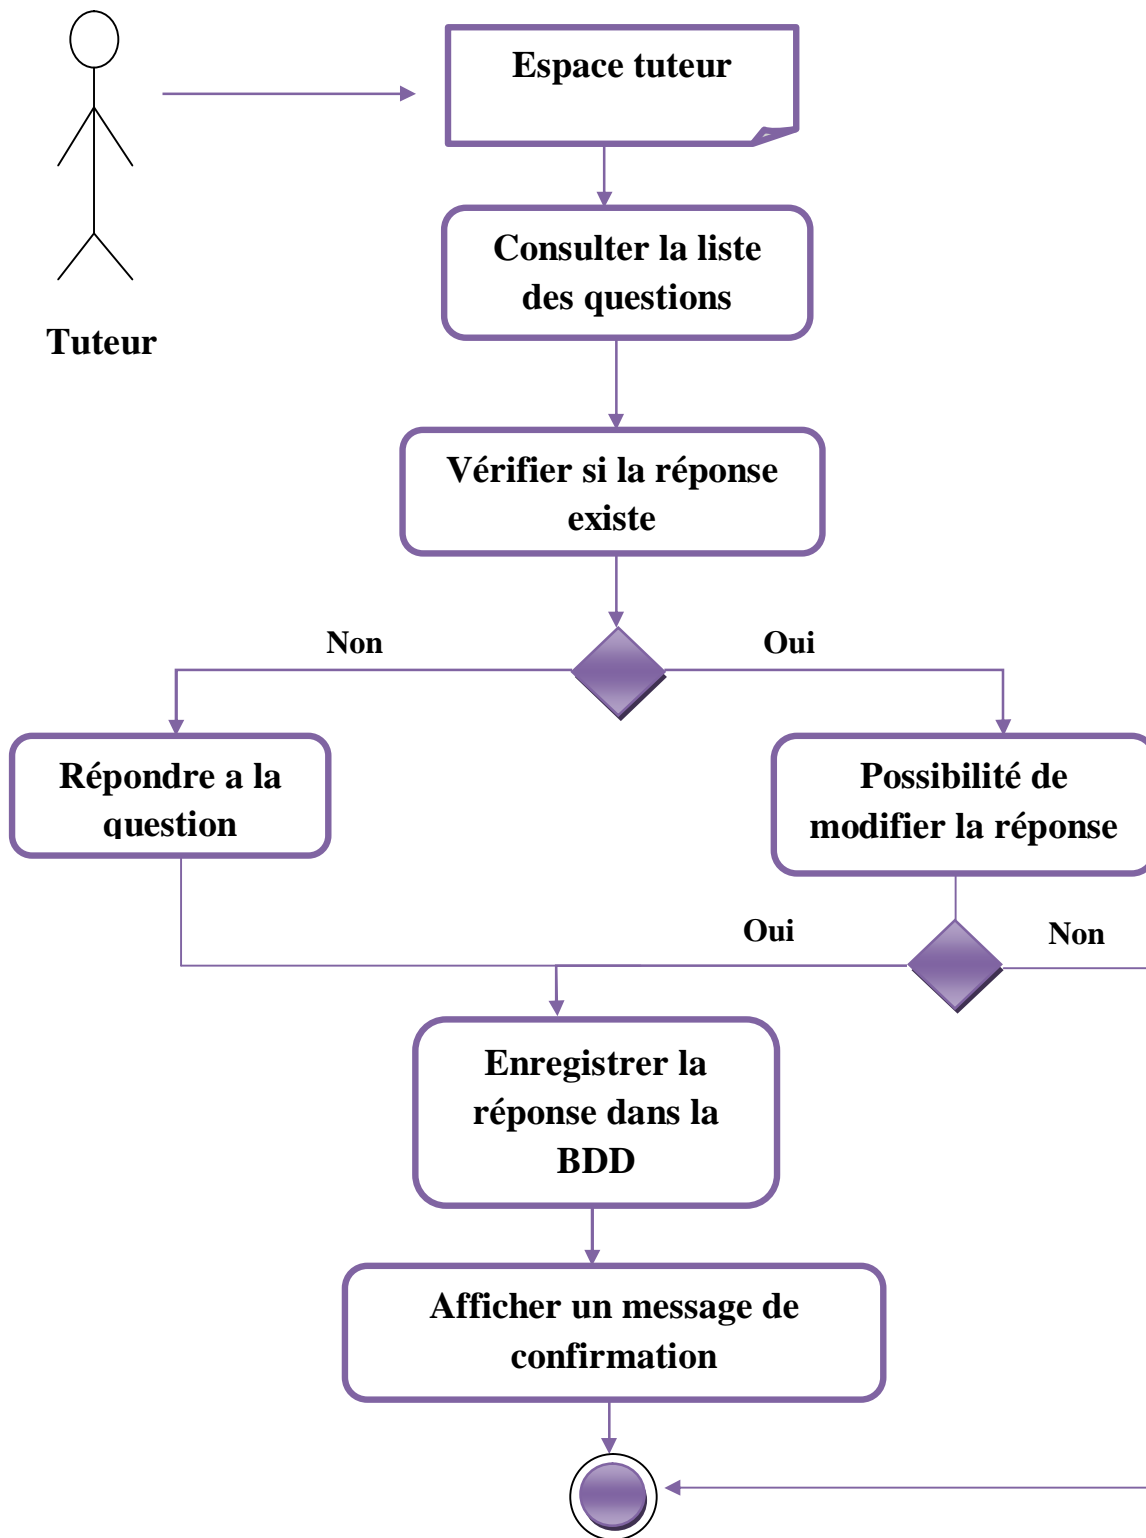 Espace tuteur
Tuteur
Consulter la liste
des questions
Vérifier si la réponse
existe
Non
Oui
Répondre a la
question
Possibilité de
modifier la réponse
Oui
Non
Enregistrer la
réponse dans la
BDD
Afficher un message de
confirmation